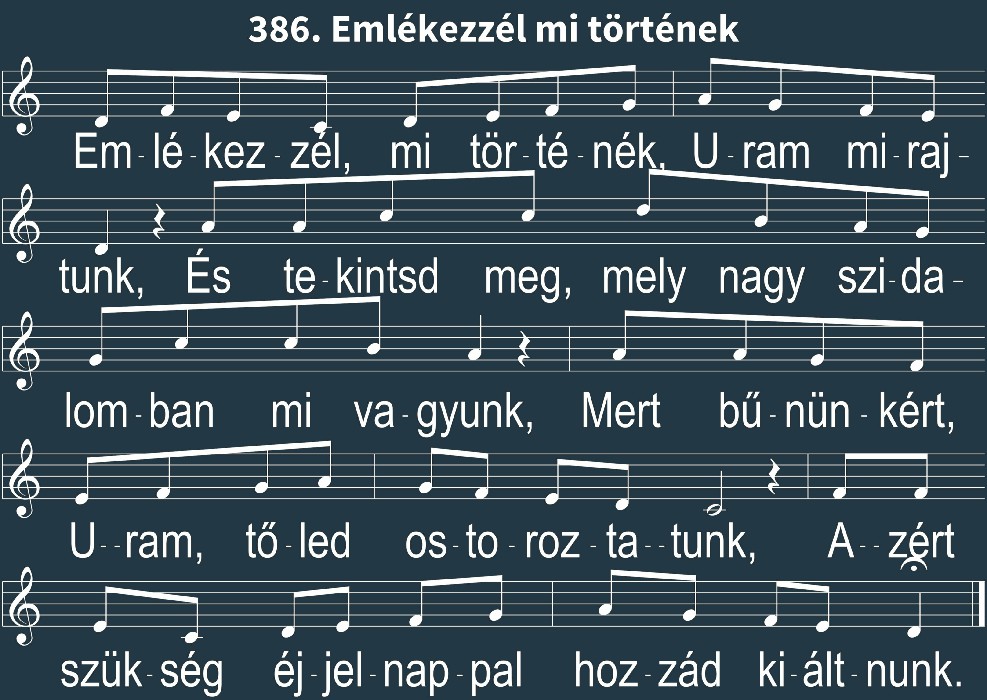 386. Emlékezzél mi történek
Em - lé - kez - zél, mi tör - té - nék, U - ram mi - raj -
tunk, És te - kintsd meg, mely nagy szi - da -
lom - ban mi va - gyunk, Mert bű - nün - kért,
U - - ram, tő - led os - to - roz - ta - - tunk, A - - zért
szük - ség éj - jel - nap - pal hoz - zád ki - ált - nunk.